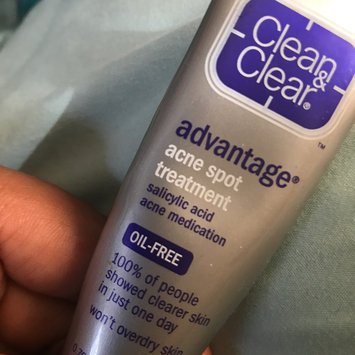 Clean
&
Clear®
™
advantage®
acne spot
treatment
salicylic acid
acne medication
OIL-FREE
100% of people
showed clearer skin
in just one day
won't overdry skin